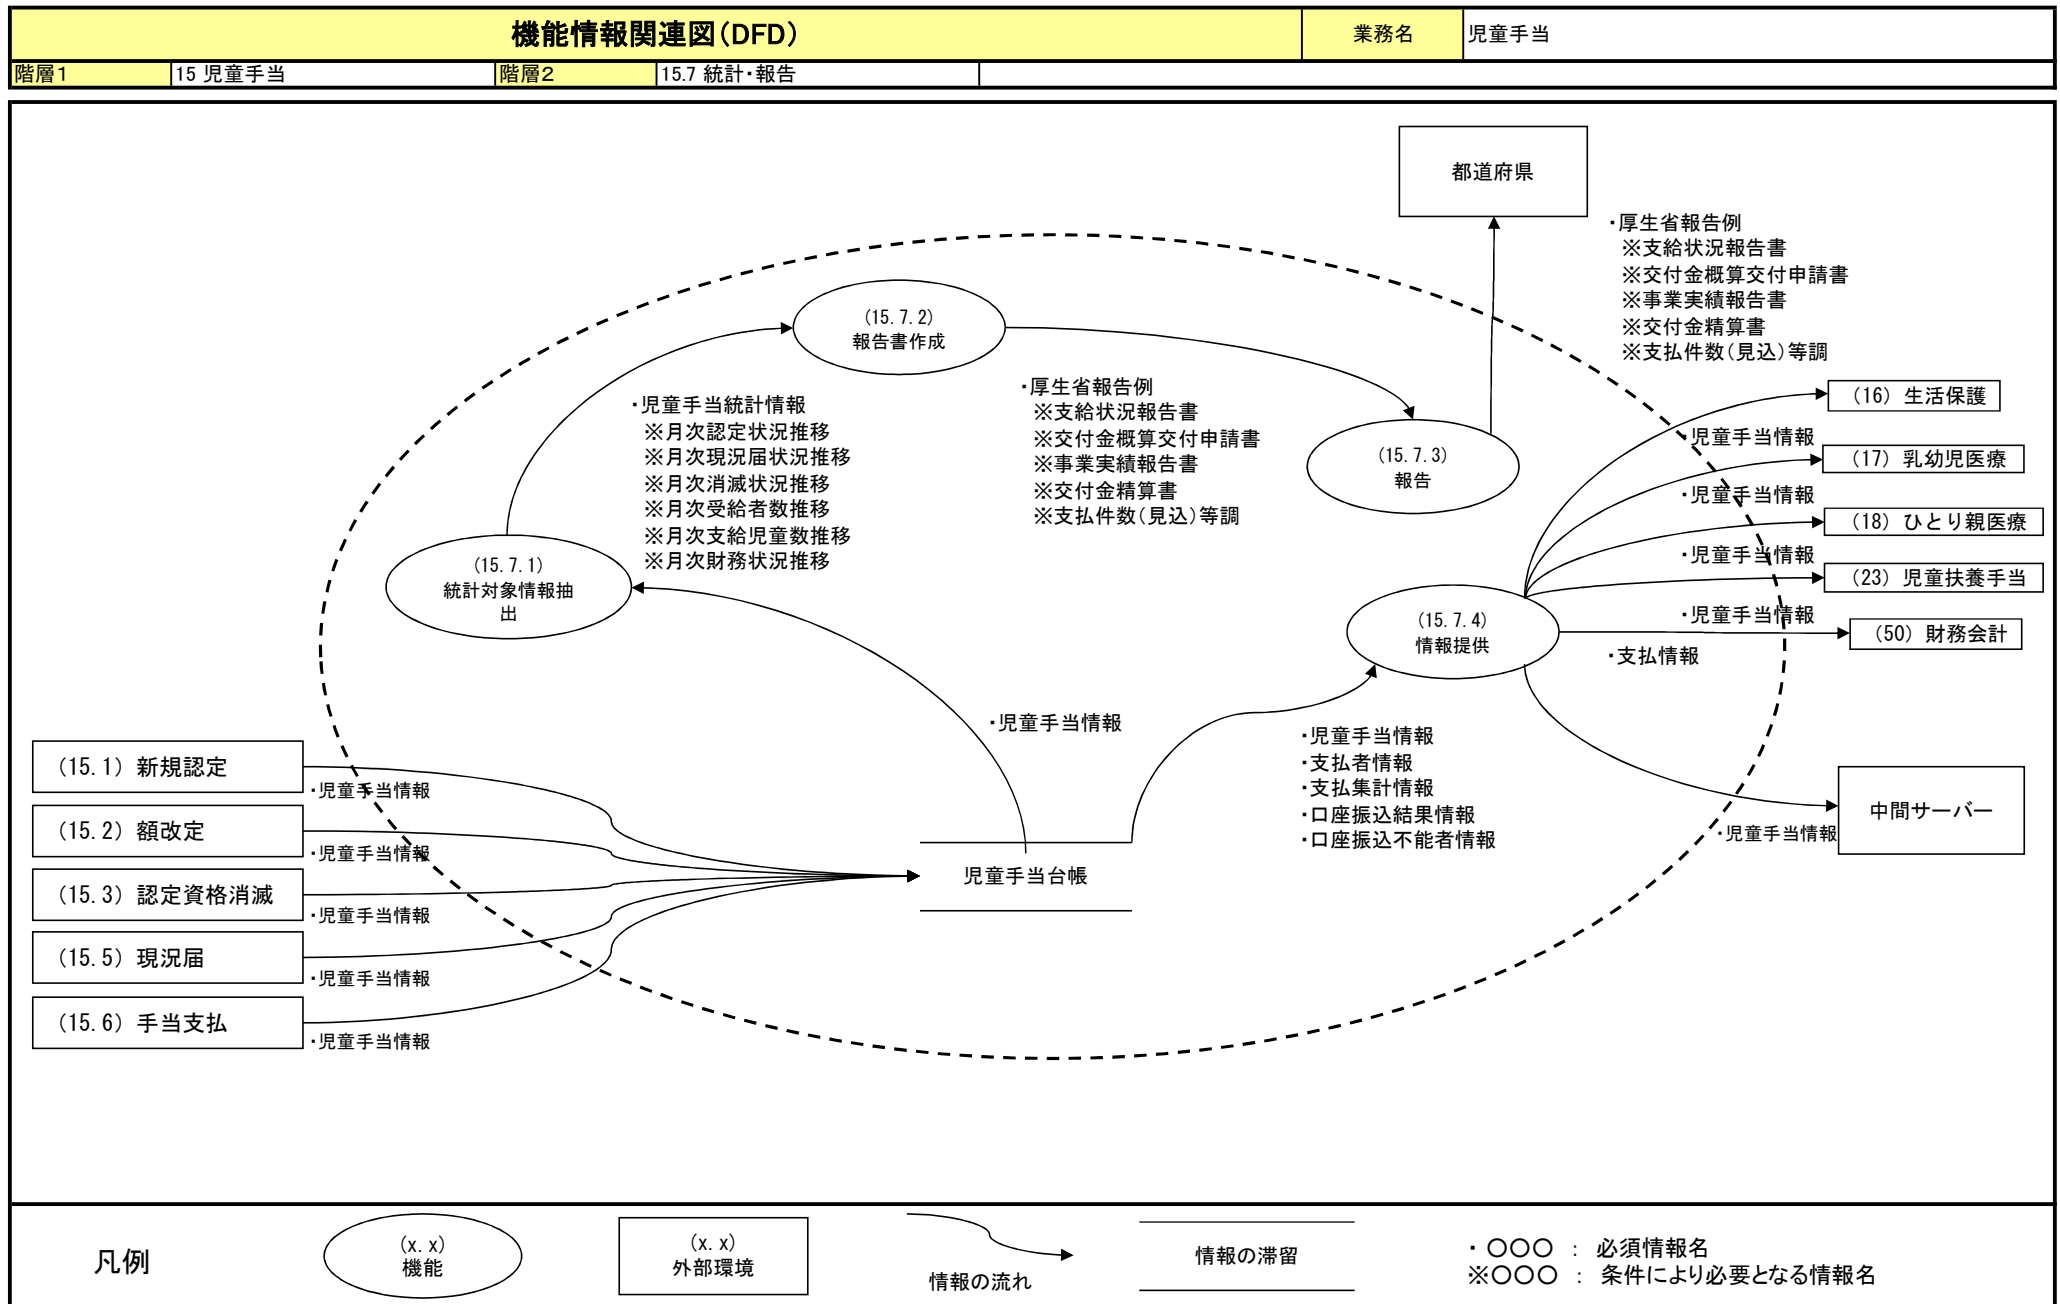 機能情報関連図(DFD)
業務名
児童手当
階層1
15 児童手当
階層2
15.7 統計・報告
都道府県
・厚生省報告例
※支給状況報告書
※交付金概算交付申請書
※事業実績報告書
※交付金精算書
※支払件数(見込)等調
(15.7.2)
報告書作成
・児童手当統計情報
※月次認定状況推移
※月次現況届状況推移
※月次消滅状況推移
※月次受給者数推移
※月次支給児童数推移
※月次財務状況推移
・厚生省報告例
※支給状況報告書
※交付金概算交付申請書
※事業実績報告書
※交付金精算書
※支払件数(見込)等調
(15.7.3)
報告
(16) 生活保護
・児童手当情報
(17) 乳幼児医療
・児童手当情報
(18) ひとり親医療
・児童手当情報
(23) 児童扶養手当
・児童手当情報
(50) 財務会計
・支払情報
(15.7.1)
統計対象情報抽
出
(15.7.4)
情報提供
・児童手当情報
・児童手当情報
・支払者情報
・支払集計情報
・口座振込結果情報
・口座振込不能者情報
・児童手当情報
中間サーバー
(15.1) 新規認定
・児童手当情報
(15.2) 額改定
・児童手当情報
(15.3) 認定資格消滅
・児童手当情報
(15.5) 現況届
・児童手当情報
(15.6) 手当支払
・児童手当情報
児童手当台帳
凡例
(x.x)
機能
(x.x)
外部環境
情報の流れ
情報の滞留
・ 〇〇〇 : 必須情報名
※〇〇〇 : 条件により必要となる情報名